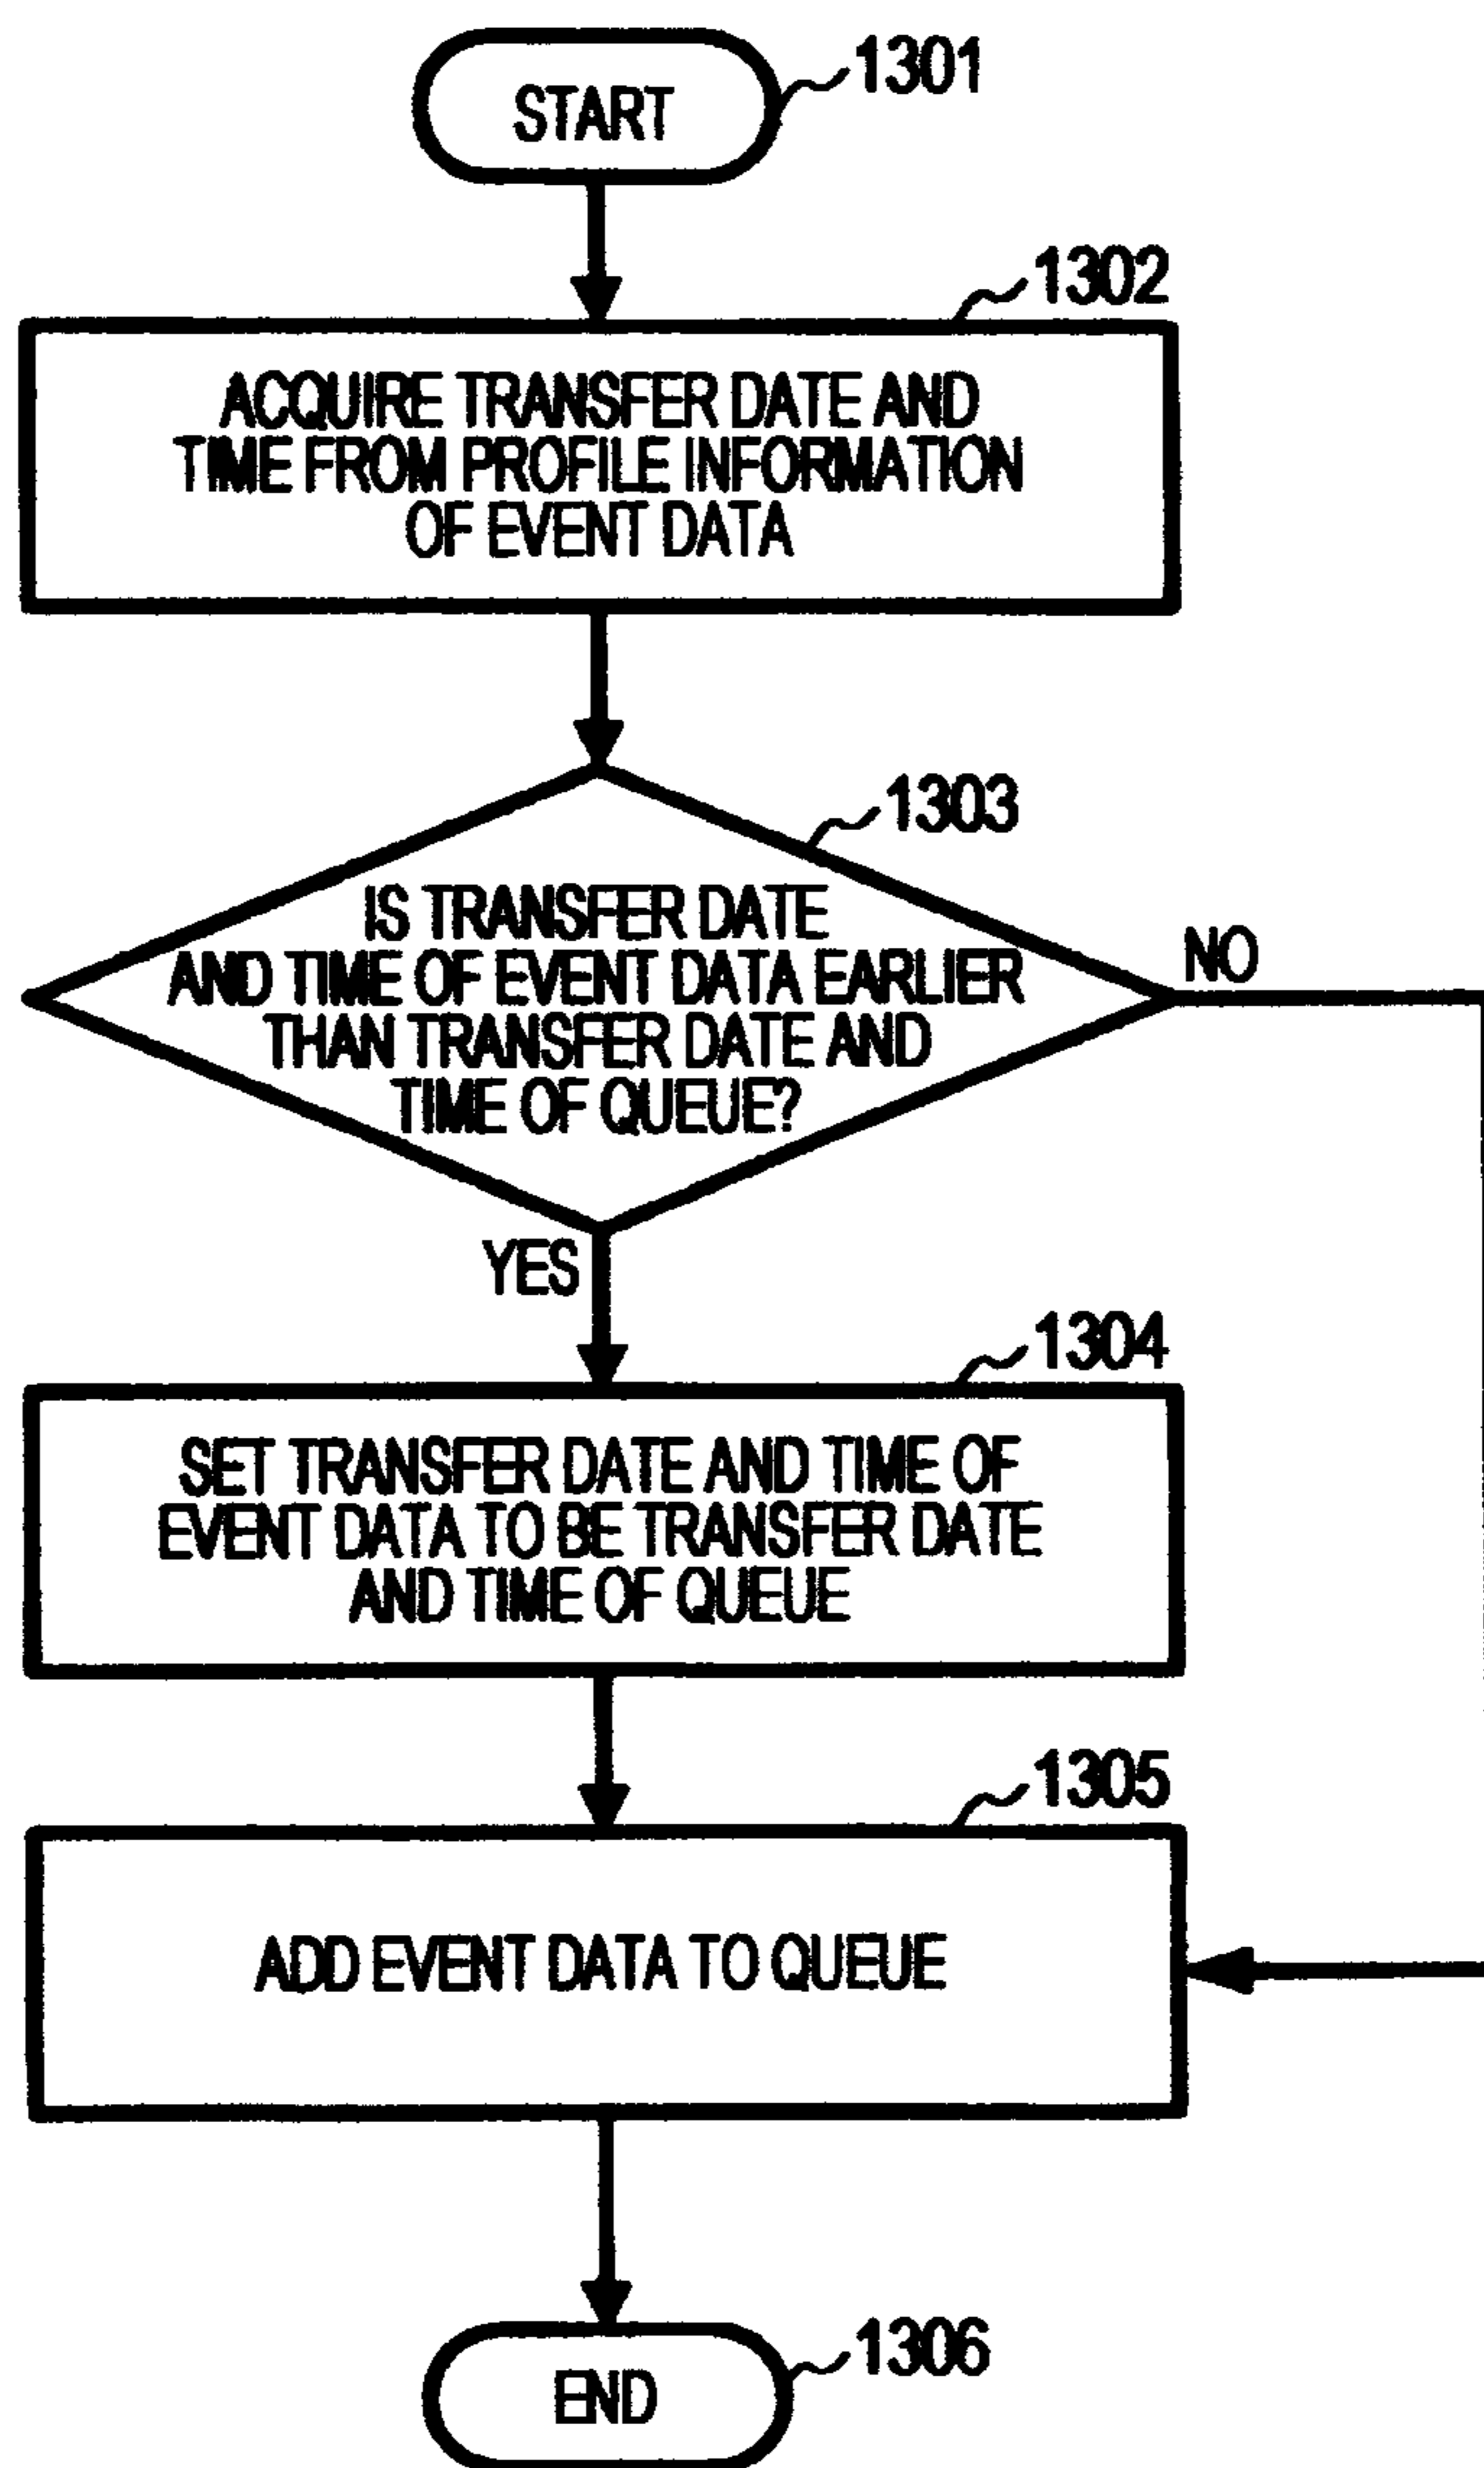 START
1301
1302
ACQUIRE TRANSFER DATE AND
TIME FROM PROFILE INFORMATION
OF EVENT DATA
1303
IS TRANSFER DATE
AND TIME OF EVENT DATA EARLIER
THAN TRANSFER DATE AND
TIME OF QUEUE?
NO
YES
1304
SET TRANSFER DATE AND TIME OF
EVENT DATA TO BE TRANSFER DATE
AND TIME OF QUEUE
1305
ADD EVENT DATA TO QUEUE
1306
END